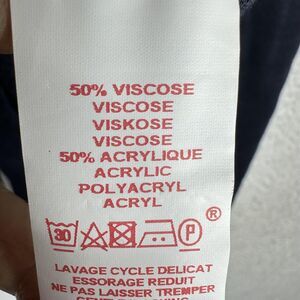 50% VISCOSE
VISCOSE
VISKOSE
VISCOSE
50% ACRYLIQUE
ACRYLIC
POLYACRYL
ACRYL
30 P ®
LAVAGE CYCLE DELICAT
ESSORAGE REDUIT
NE PAS LAISSER TREMPER